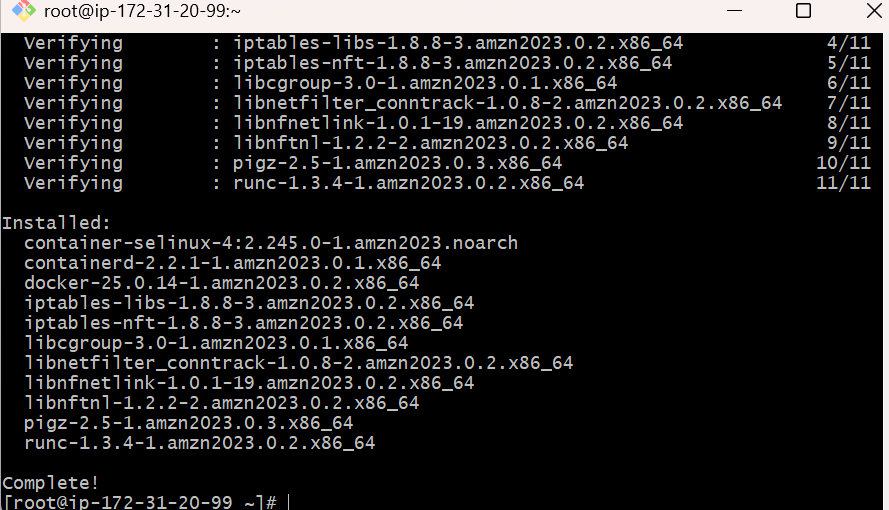 root@ip-172-31-20-99:~
Verifying : iptables-libs-1.8.8-3.amzn2023.0.2.x86_64 4/11
Verifying : iptables-nft-1.8.8-3.amzn2023.0.2.x86_64 5/11
Verifying : libcgroup-3.0-1.amzn2023.0.1.x86_64 6/11
Verifying : libnetfilter_conntrack-1.0.8-2.amzn2023.0.2.x86_64 7/11
Verifying : libnfnetlink-1.0.1-19.amzn2023.0.2.x86_64 8/11
Verifying : libnftnl-1.2.2-2.amzn2023.0.2.x86_64 9/11
Verifying : pigz-2.5-1.amzn2023.0.3.x86_64 10/11
Verifying : runc-1.3.4-1.amzn2023.0.2.x86_64 11/11
Installed:
container-selinux-4:2.245.0-1.amzn2023.noarch
containerd-2.2.1-1.amzn2023.0.1.x86_64
docker-25.0.14-1.amzn2023.0.2.x86_64
iptables-libs-1.8.8-3.amzn2023.0.2.x86_64
iptables-nft-1.8.8-3.amzn2023.0.2.x86_64
libcgroup-3.0-1.amzn2023.0.1.x86_64
libnetfilter_conntrack-1.0.8-2.amzn2023.0.2.x86_64
libnfnetlink-1.0.1-19.amzn2023.0.2.x86_64
libnftnl-1.2.2-2.amzn2023.0.2.x86_64
pigz-2.5-1.amzn2023.0.3.x86_64
runc-1.3.4-1.amzn2023.0.2.x86_64
Complete!
[root@ip-172-31-20-99 ~]#